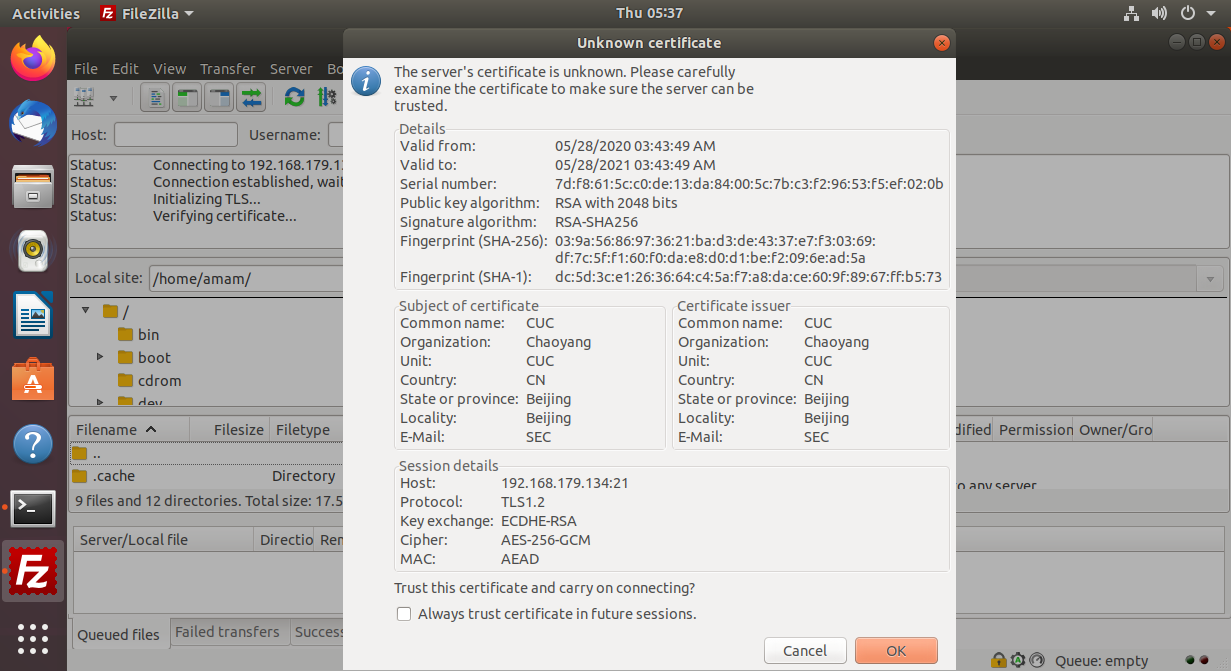 Activities FileZilla Thu 05:37
Unknown certificate
File Edit View Transfer Server Bo
The server's certificate is unknown. Please carefully
examine the certificate to make sure the server can be
trusted.
Host: Username:
Status: Connecting to 192.168.179.13
Status: Connection established, wait
Status: Initializing TLS...
Status: Verifying certificate...
Local site: /home/amam/
/
bin
boot
cdrom
dev
Filename Filesize Filetype
..
.cache Directory
9 files and 12 directories. Total size: 17.5
Server/Local file Directio Rem
Queued files Failed transfers Success
Details
Valid from: 05/28/2020 03:43:49 AM
Valid to: 05/28/2021 03:43:49 AM
Serial number: 7d:f8:61:5c:c0:de:13:da:84:00:5c:7b:c3:f2:96:53:f5:ef:02:0b
Public key algorithm: RSA with 2048 bits
Signature algorithm: RSA-SHA256
Fingerprint (SHA-256): 03:9a:56:86:97:36:21:ba:d3:de:43:37:e7:f3:03:69:
df:7c:5f:f1:60:f0:da:e8:d0:d1:be:f2:09:6e:ad:5a
Fingerprint (SHA-1): dc:5d:3c:e1:26:36:64:c4:5a:f7:a8:da:ce:60:9f:89:67:ff:b5:73
Subject of certificate
Common name: CUC
Organization: Chaoyang
Unit: CUC
Country: CN
State or province: Beijing
Locality: Beijing
E-Mail: SEC
Certificate issuer
Common name: CUC
Organization: Chaoyang
Unit: CUC
Country: CN
State or province: Beijing
Locality: Beijing
E-Mail: SEC
Session details
Host: 192.168.179.134:21
Protocol: TLS1.2
Key exchange: ECDHE-RSA
Cipher: AES-256-GCM
MAC: AEAD
Trust this certificate and carry on connecting?
Always trust certificate in future sessions.
Cancel OK
dified Permission Owner/Gro
o any server
Queue: empty